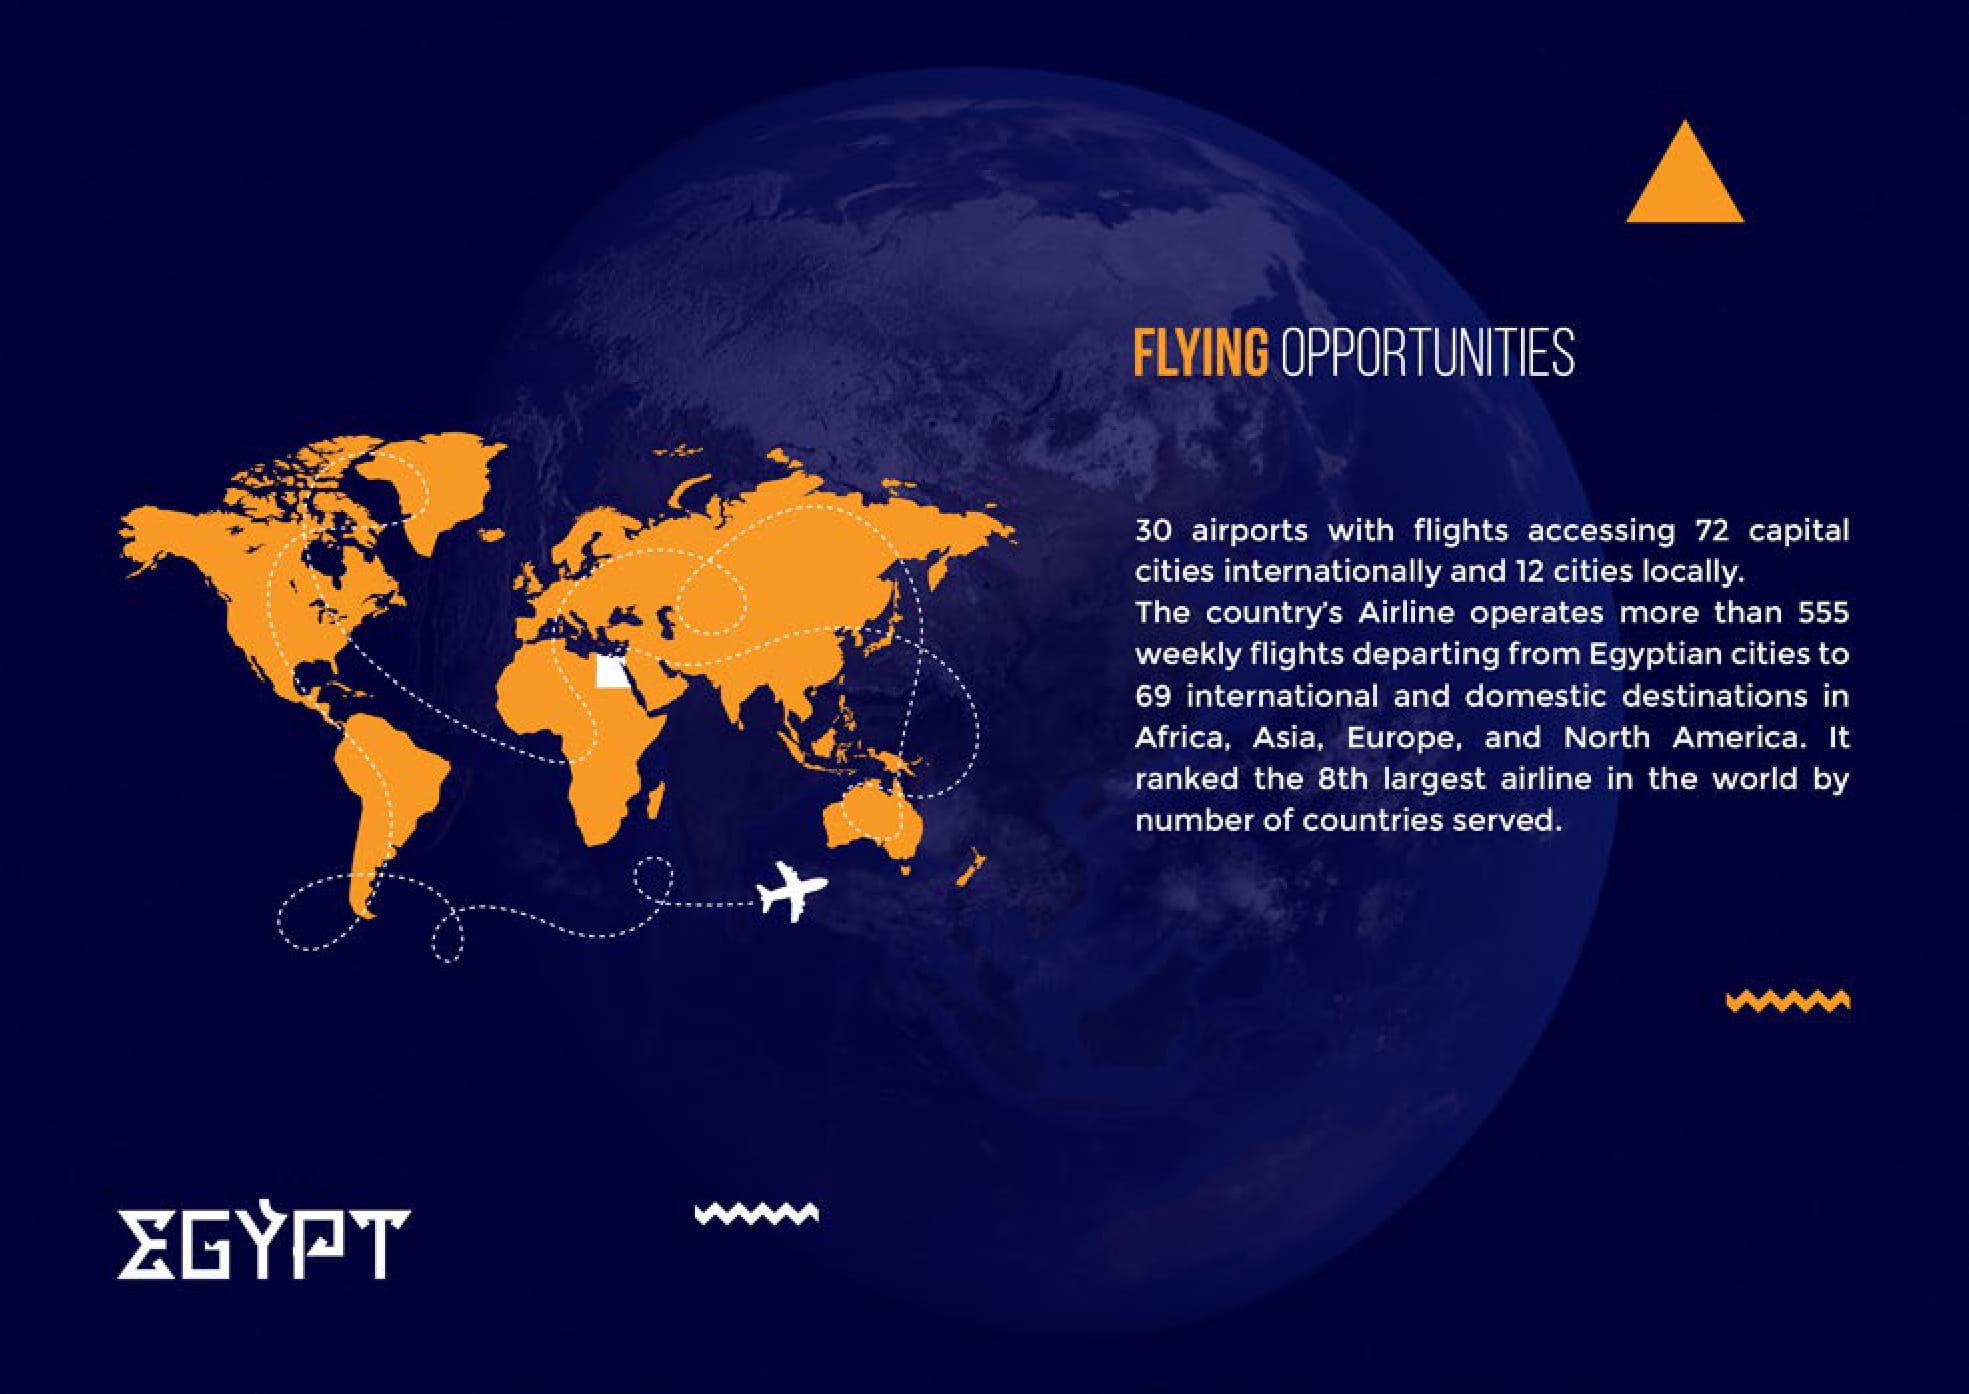 FLYING OPPORTUNITIES
30 airports with flights accessing 72 capital
cities internationally and 12 cities locally.
The country's Airline operates more than 555
weekly flights departing from Egyptian cities to
69 international and domestic destinations in
Africa, Asia, Europe, and North America. It
ranked the 8th largest airline in the world by
number of countries served.
EGYPT